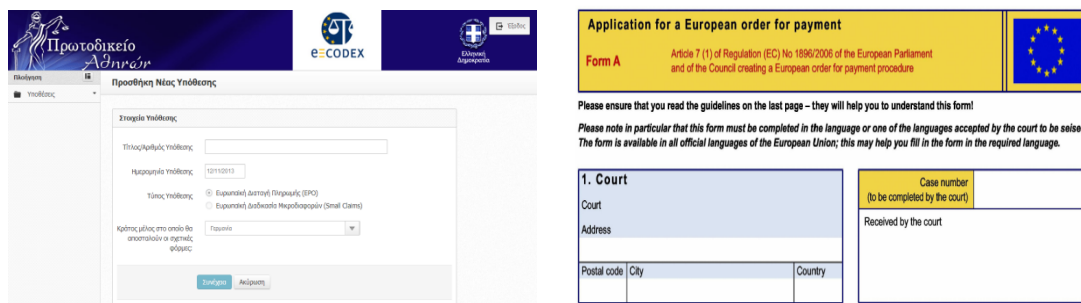 Πρωτοδικείο
Αθηνών
e-CODEX
Ελληνική
Δημοκρατία
Έξοδος
Πλοήγηση
Υποθέσεις
Προσθήκη Νέας Υπόθεσης
Στοιχεία Υπόθεσης
Τίτλος/Αριθμός Υπόθεσης
Ημερομηνία Υπόθεσης
12/11/2013
Τύπος Υπόθεσης
Ευρωπαϊκή Διαταγή Πληρωμής (EPO)
Ευρωπαϊκή Διαδικασία Μικροδιαφορών (Small Claims)
Κράτος μέλος στο οποίο θα
αποσταλούν οι σχετικές
φόρμες:
Γερμανία
Συνέχεια Ακύρωση
Application for a European order for payment
Form A
Article 7 (1) of Regulation (EC) No 1896/2006 of the European Parliament
and of the Council creating a European order for payment procedure
Please ensure that you read the guidelines on the last page – they will help you to understand this form!
Please note in particular that this form must be completed in the language or one of the languages accepted by the court to be seise
The form is available in all official languages of the European Union; this may help you fill in the form in the required language.
1. Court
Court
Address
Postal code City Country
Case number
(to be completed by the court)
Received by the court